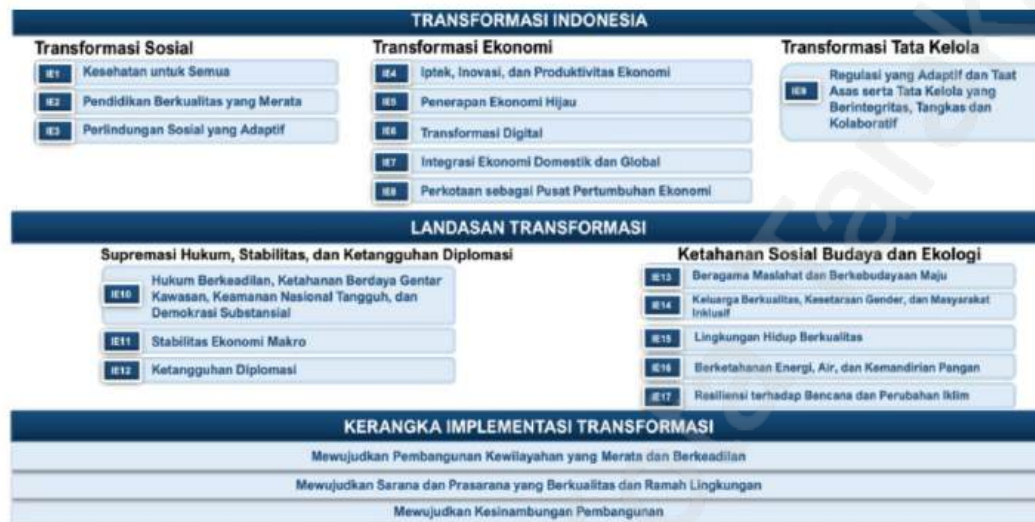 TRANSFORMASI INDONESIA
Transformasi Sosial
IE1 Kesehatan untuk Semua
IE2 Pendidikan Berkualitas yang Merata
IE3 Perlindungan Sosial yang Adaptif
Transformasi Ekonomi
IE4 Iptek, Inovasi, dan Produktivitas Ekonomi
IE5 Penerapan Ekonomi Hijau
IE6 Transformasi Digital
IE7 Integrasi Ekonomi Domestik dan Global
IE8 Perkotaan sebagai Pusat Pertumbuhan Ekonomi
Transformasi Tata Kelola
IE9 Regulasi yang Adaptif dan Taat
Asas serta Tata Kelola yang
Berintegritas, Tangkas dan
Kolaboratif
LANDASAN TRANSFORMASI
Supremasi Hukum, Stabilitas, dan Ketangguhan Diplomasi
IE10 Hukum Berkeadilan, Ketahanan Berdaya Gentar
Kawasan, Keamanan Nasional Tangguh, dan
Demokrasi Substansial
IE11 Stabilitas Ekonomi Makro
IE12 Ketangguhan Diplomasi
Ketahanan Sosial Budaya dan Ekologi
IE13 Beragama Maslahat dan Berkebudayaan Maju
IE14 Keluarga Berkualitas, Kesetaraan Gender, dan Masyarakat
Inklusif
IE15 Lingkungan Hidup Berkualitas
IE16 Berketahanan Energi, Air, dan Kemandirian Pangan
IE17 Resiliensi terhadap Bencana dan Perubahan Iklim
KERANGKA IMPLEMENTASI TRANSFORMASI
Mewujudkan Pembangunan Kewilayahan yang Merata dan Berkeadilan
Mewujudkan Sarana dan Prasarana yang Berkualitas dan Ramah Lingkungan
Mewujudkan Kesinambungan Pembangunan